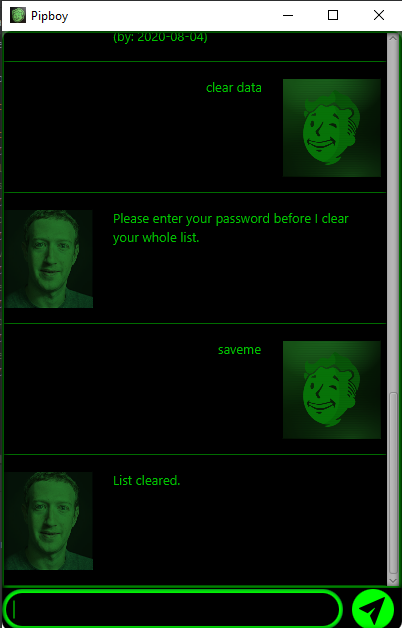 Pipboy
(by: 2020-08-04)
clear data
Please enter your password before I clear
your whole list.
saveme
List cleared.